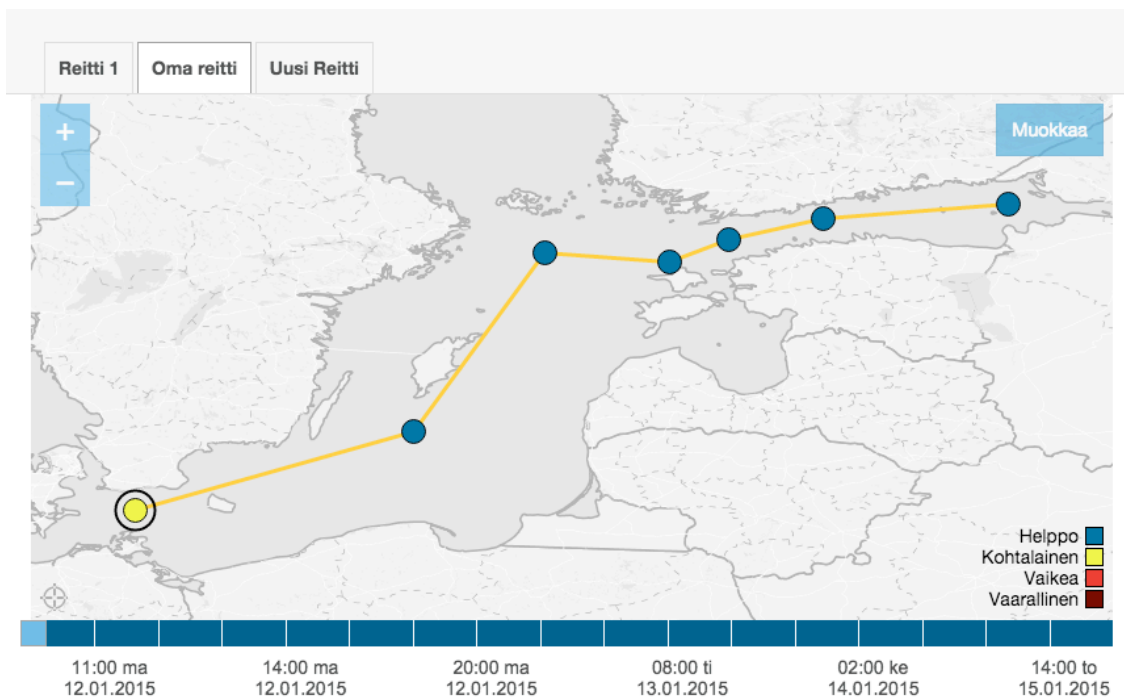 Reitti 1 Oma reitti Uusi Reitti
+
Muokkaa
−
Helppo
Kohtalainen
Vaikea
Vaarallinen
11:00 ma 14:00 ma 20:00 ma 08:00 ti 02:00 ke 14:00 to
12.01.2015 12.01.2015 12.01.2015 13.01.2015 14.01.2015 15.01.2015